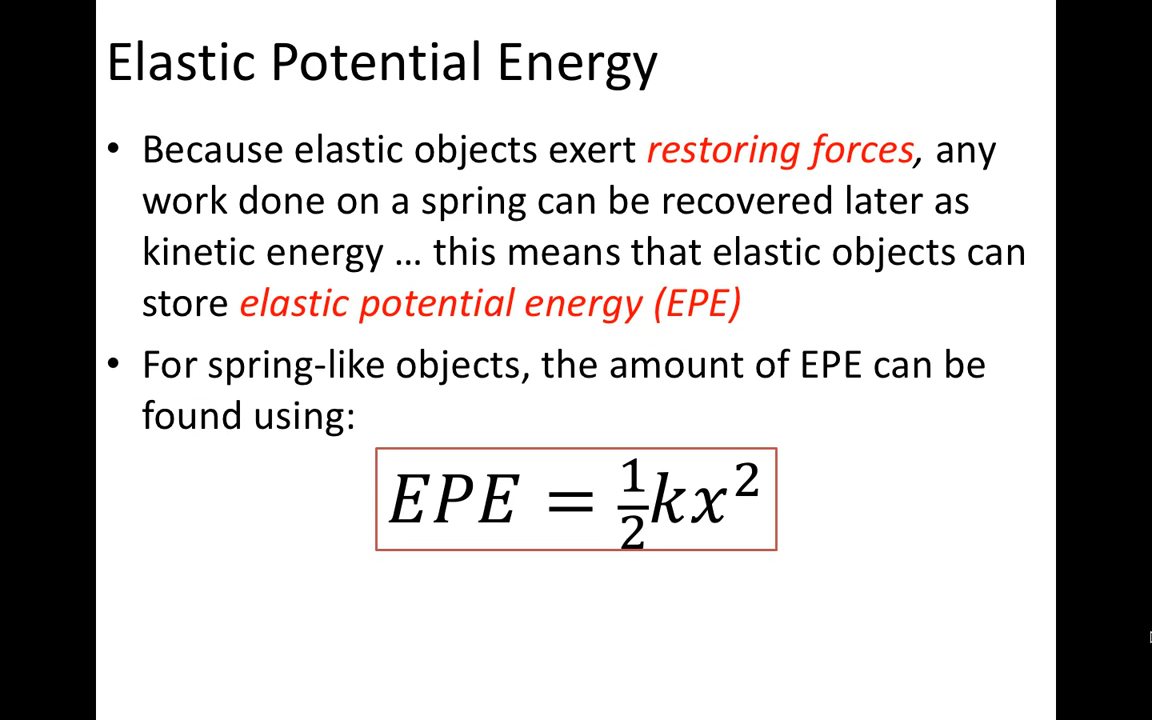 Elastic Potential Energy
• Because elastic objects exert restoring forces, any
work done on a spring can be recovered later as
kinetic energy … this means that elastic objects can
store elastic potential energy (EPE)
• For spring-like objects, the amount of EPE can be
found using:
EPE = ½kx²